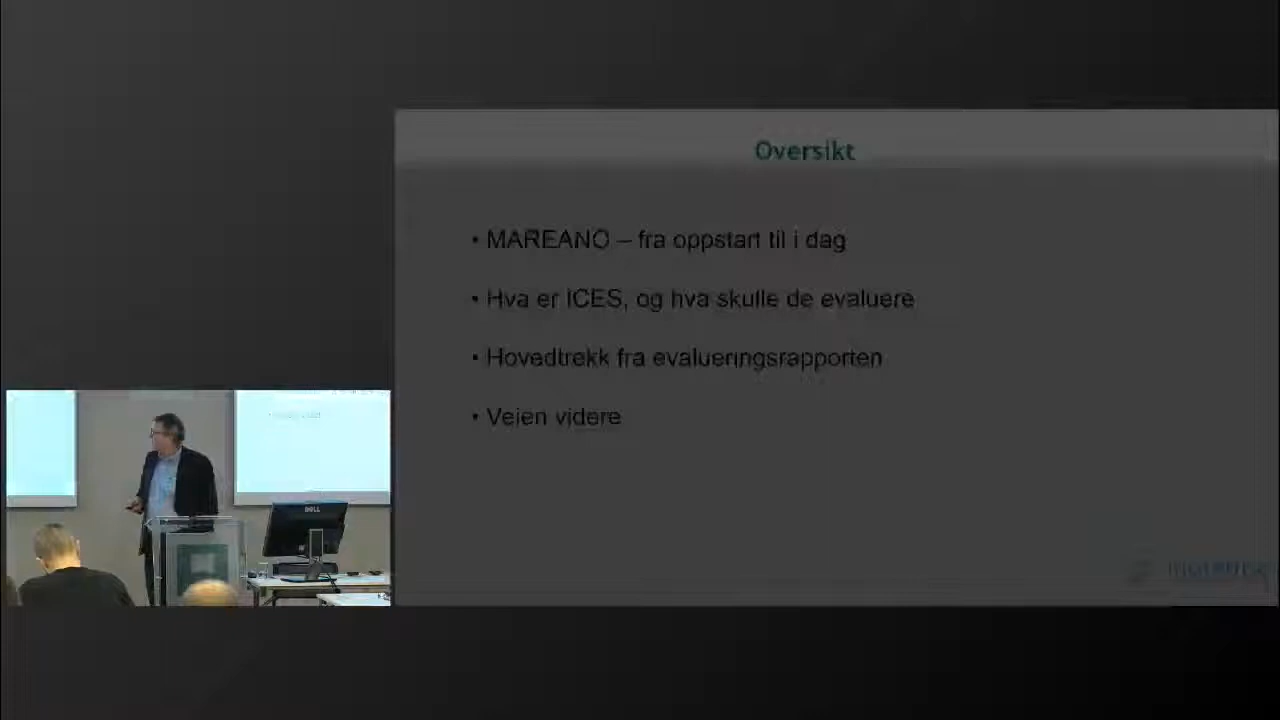 Oversikt
• MAREANO – fra oppstart til i dag
• Hva er ICES, og hva skulle de evaluere
• Hovedtrekk fra evalueringsrapporten
• Veien videre
DELL